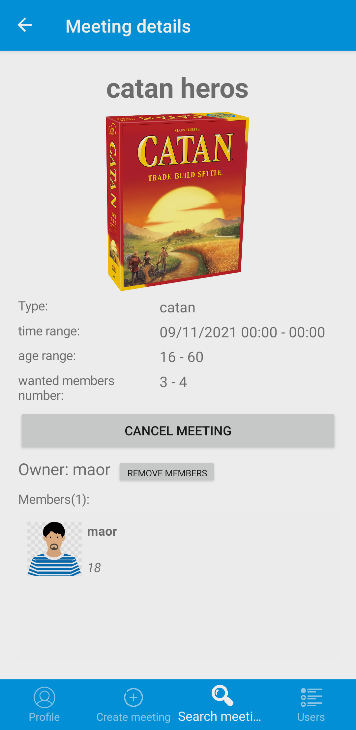 Meeting details
catan heros
CATAN
TRADE BUILD SETTLE
CATAN
Type:
catan
time range:
09/11/2021 00:00 - 00:00
age range:
16 - 60
wanted members
number:
3 - 4
CANCEL MEETING
Owner: maor
REMOVE MEMBERS
Members(1):
maor
18
Profile
Create meeting
Search meeti...
Users